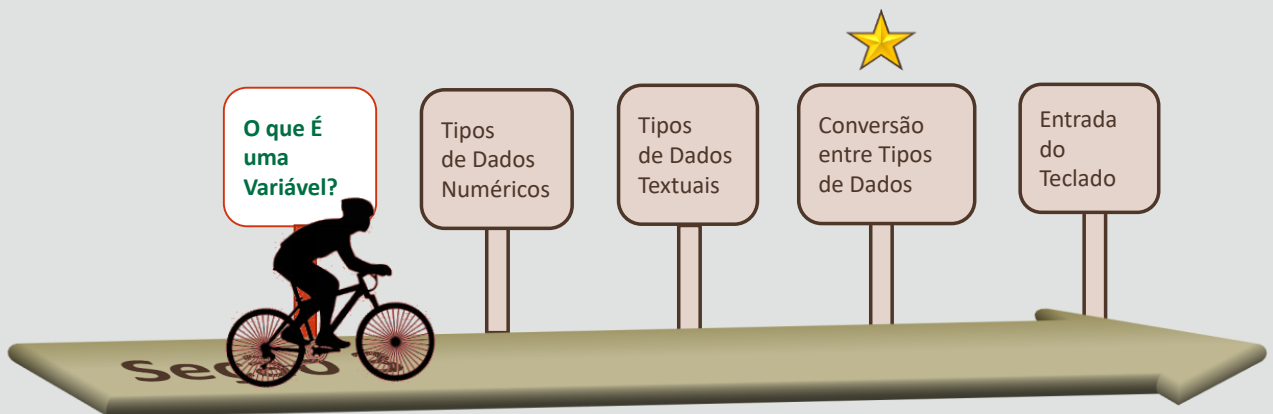 O que É
uma
Variável?
Tipos
de Dados
Numéricos
Tipos
de Dados
Textuais
Conversão
entre Tipos
de Dados
Entrada
do
Teclado